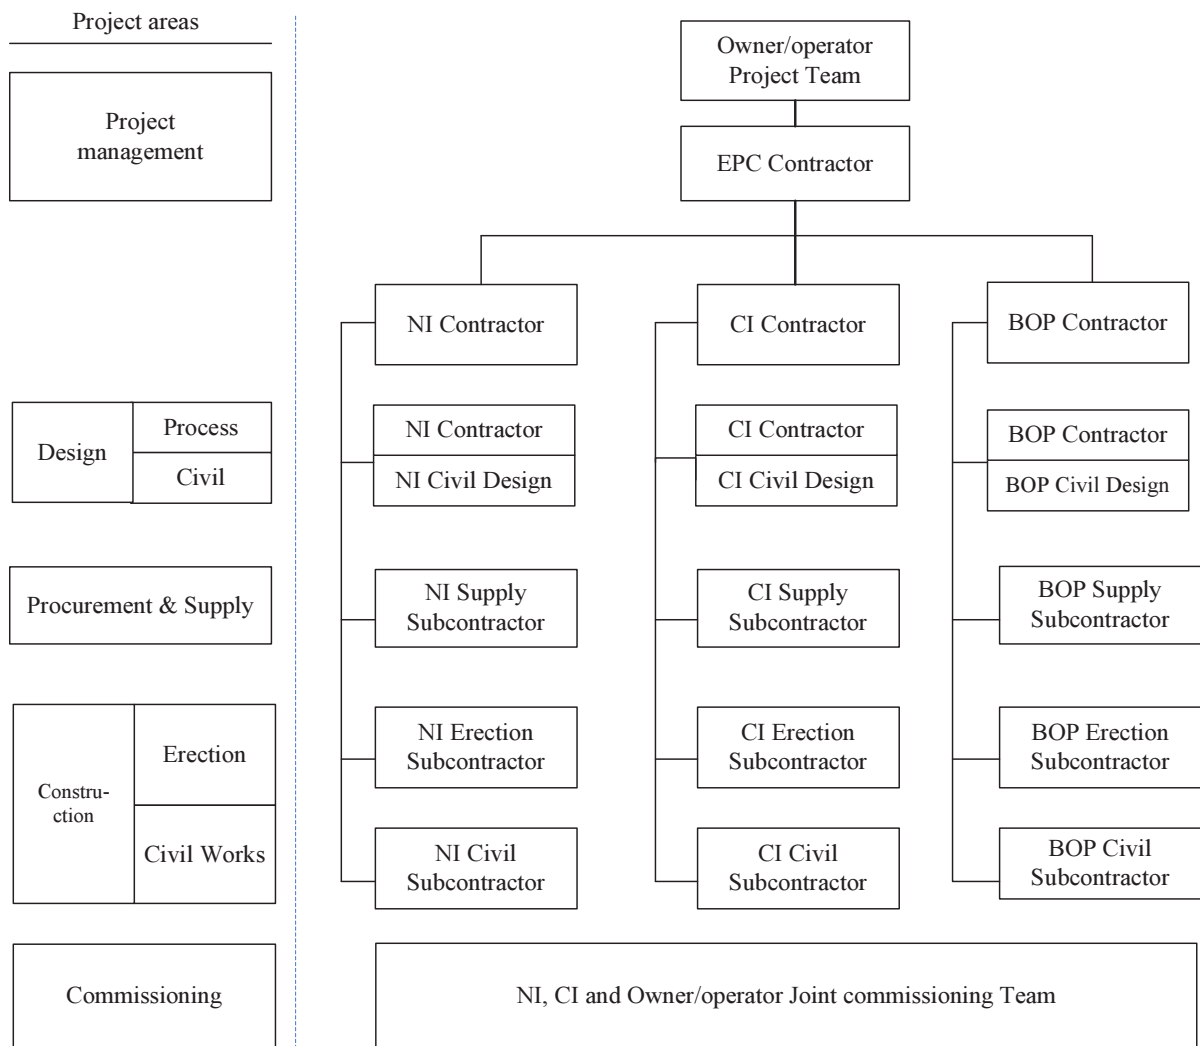 Project areas
Owner/operator
Project Team
Project
management
EPC Contractor
NI Contractor
CI Contractor
BOP Contractor
Design
Process
Civil
NI Contractor
NI Civil Design
CI Contractor
CI Civil Design
BOP Contractor
BOP Civil Design
Procurement & Supply
NI Supply
Subcontractor
CI Supply
Subcontractor
BOP Supply
Subcontractor
Constru-
ction
Erection
Civil Works
NI Erection
Subcontractor
CI Erection
Subcontractor
BOP Erection
Subcontractor
NI Civil
Subcontractor
CI Civil
Subcontractor
BOP Civil
Subcontractor
Commissioning
NI, CI and Owner/operator Joint commissioning Team